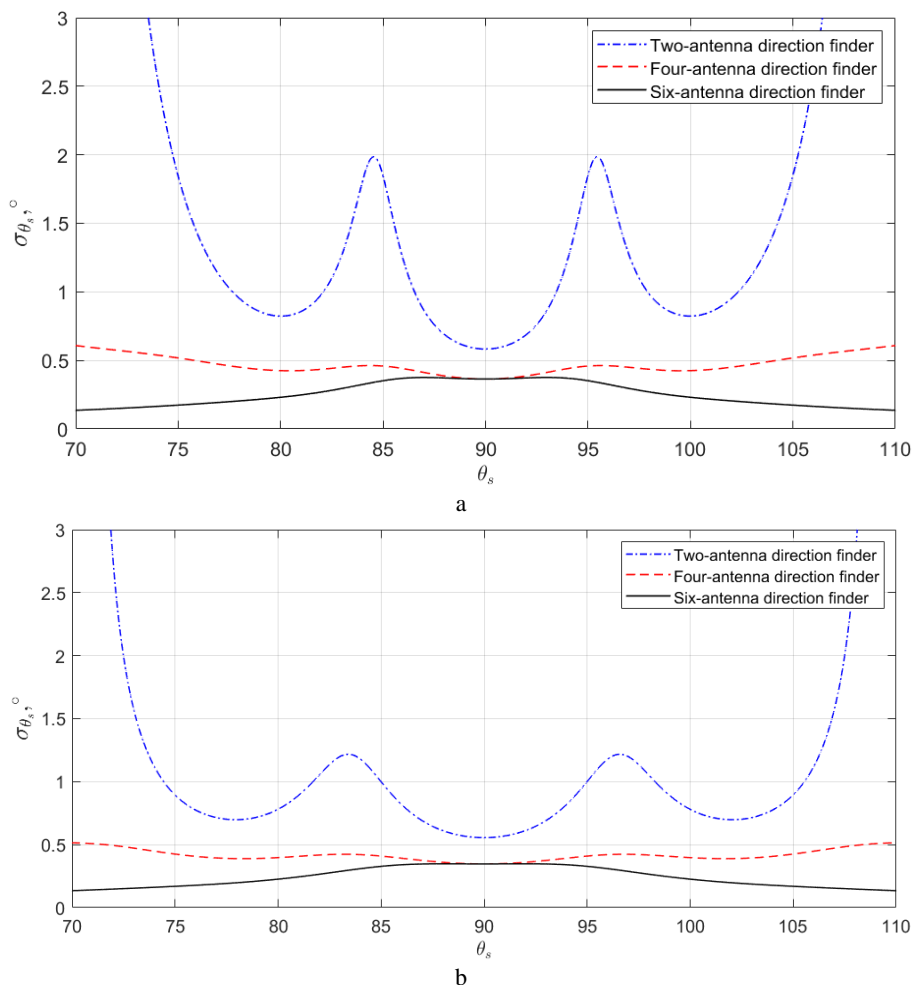 3
2.5
2
1.5
1
0.5
0
σθₛ,°
Two-antenna direction finder
Four-antenna direction finder
Six-antenna direction finder
70 75 80 85 90 95 100 105 110
θₛ
a
3
2.5
2
1.5
1
0.5
0
σθₛ,°
Two-antenna direction finder
Four-antenna direction finder
Six-antenna direction finder
70 75 80 85 90 95 100 105 110
θₛ
b